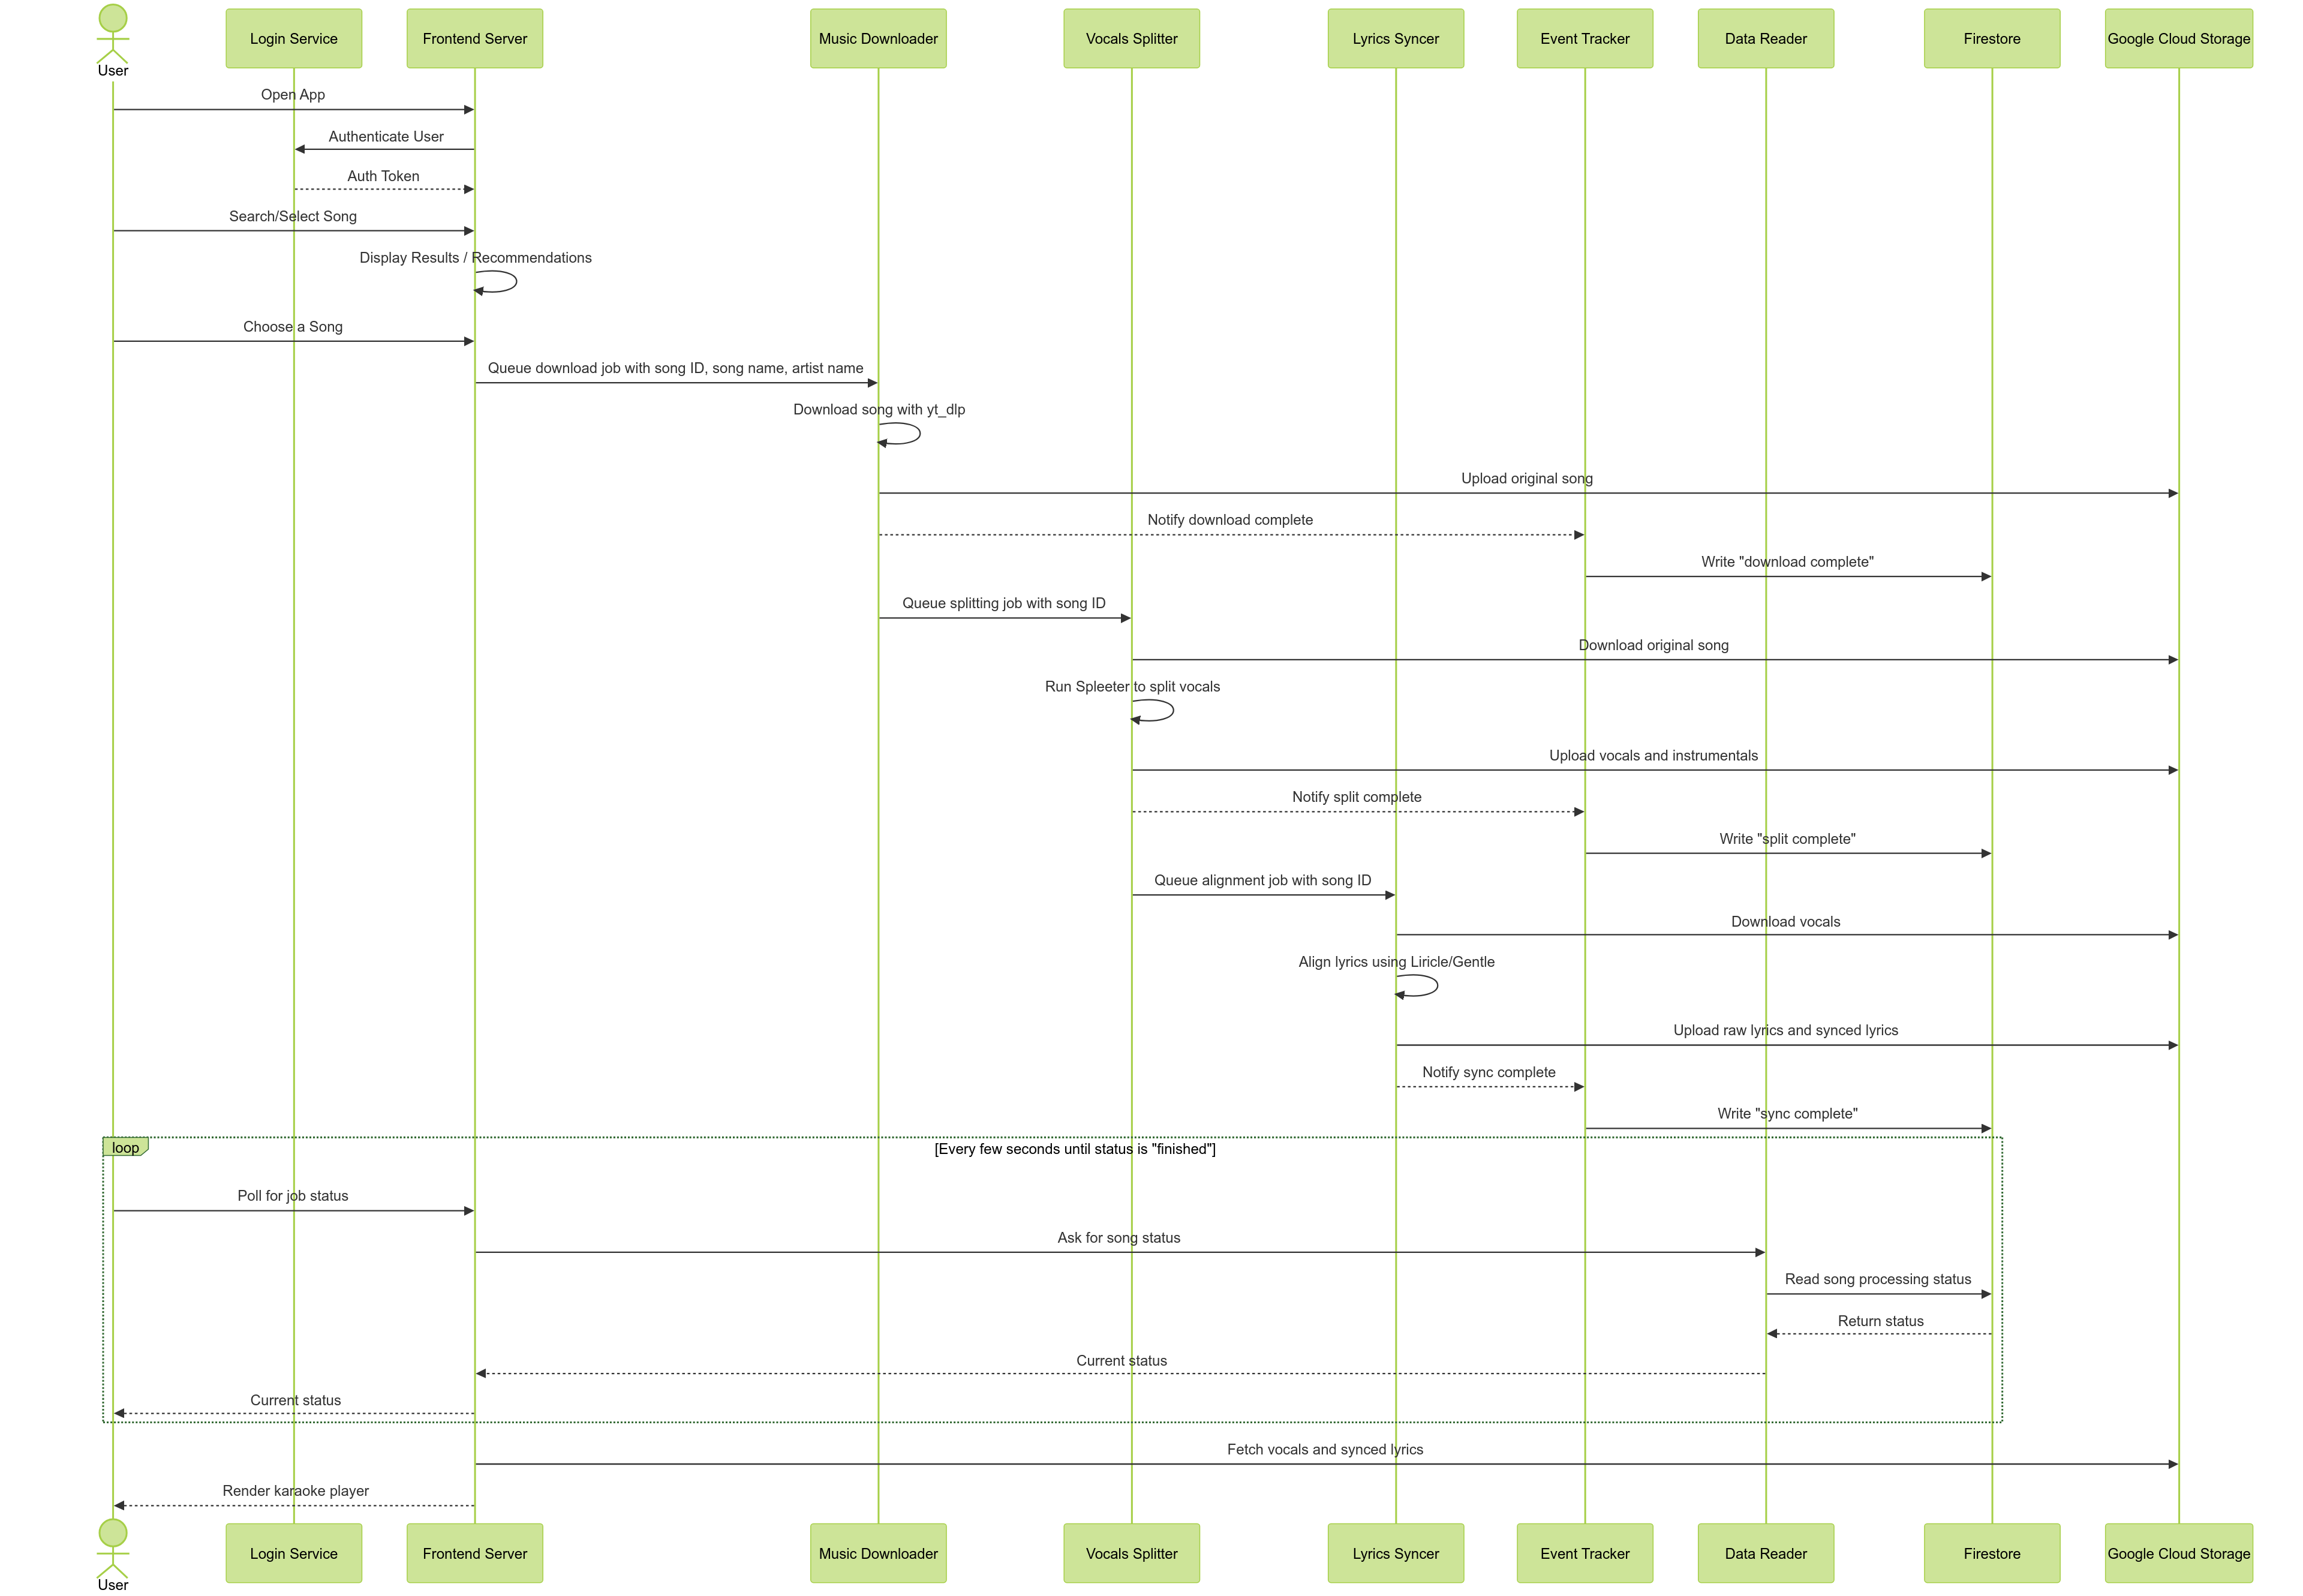 Login Service
Frontend Server
Music Downloader
Vocals Splitter
Lyrics Syncer
Event Tracker
Data Reader
Firestore
Google Cloud Storage
User
Open App
Authenticate User
Auth Token
Search/Select Song
Display Results / Recommendations
Choose a Song
Queue download job with song ID, song name, artist name
Download song with yt_dlp
Upload original song
Notify download complete
Write "download complete"
Queue splitting job with song ID
Download original song
Run Spleeter to split vocals
Upload vocals and instrumentals
Notify split complete
Write "split complete"
Queue alignment job with song ID
Download vocals
Align lyrics using Liricle/Gentle
Upload raw lyrics and synced lyrics
Notify sync complete
Write "sync complete"
loop
[Every few seconds until status is "finished"]
Poll for job status
Ask for song status
Read song processing status
Return status
Current status
Current status
Fetch vocals and synced lyrics
Render karaoke player
Login Service
Frontend Server
Music Downloader
Vocals Splitter
Lyrics Syncer
Event Tracker
Data Reader
Firestore
Google Cloud Storage
User